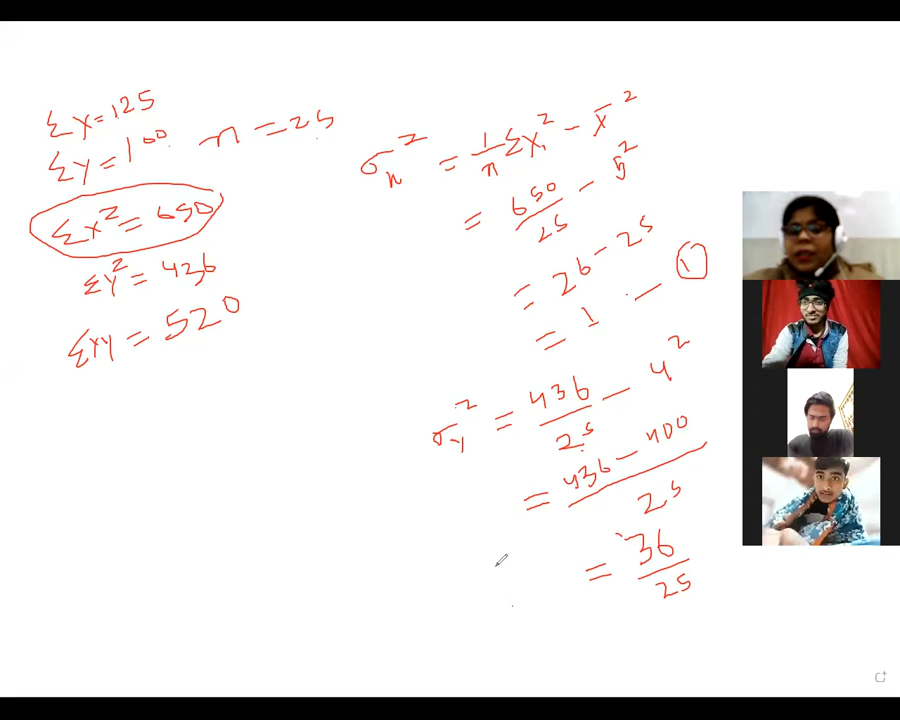 Σx = 125
Σy = 100
n = 25
Σx² = 650
Σy² = 436
Σxy = 520
σx² = 1/n Σx₁² - x̄²
= 650/25 - 5²
= 26 - 25
= 1 — ①
σy² = 436/25 - 4²
= 436 - 400/25
= 36/25